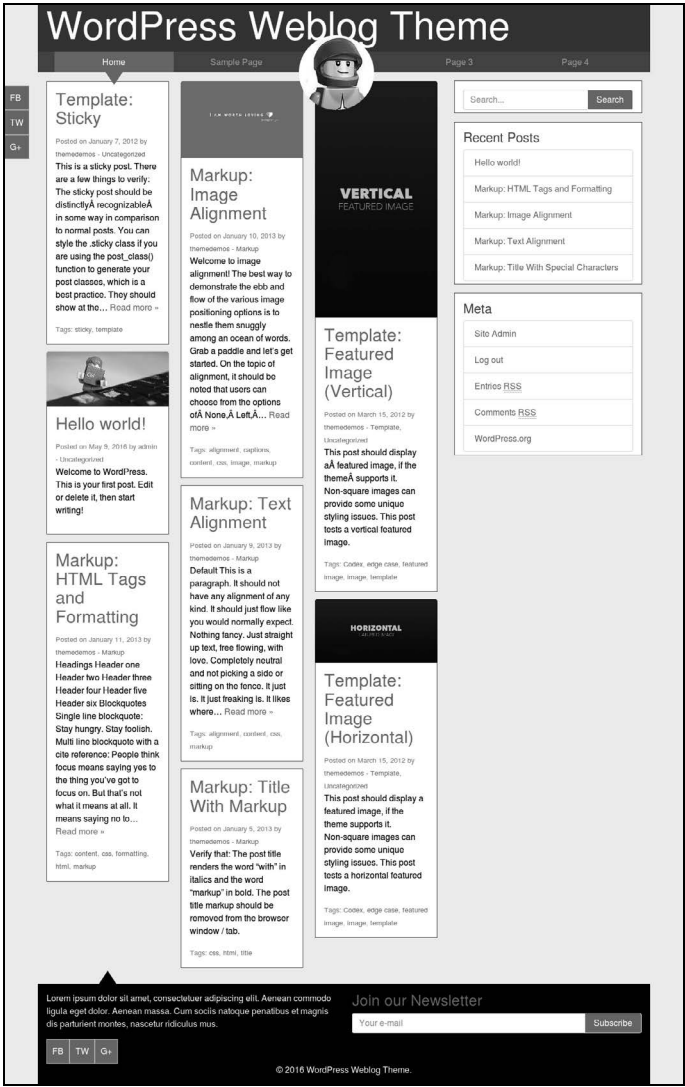 WordPress Weblog Theme
Home
Sample Page
Page 3
Page 4
FB
TW
G+
Template:
Sticky
Posted on January 7, 2012 by
themedemos - Uncategorized
This is a sticky post. There
are a few things to verify:
The sticky post should be
distinctlyÂ recognizableÂ
in some way in comparison
to normal posts. You can
style the .sticky class if you
are using the post_class()
function to generate your
post classes, which is a
best practice. They should
show at the… Read more »
Tags: sticky, template
Hello world!
Posted on May 9, 2016 by admin
- Uncategorized
Welcome to WordPress.
This is your first post. Edit
or delete it, then start
writing!
Markup:
HTML Tags
and
Formatting
Posted on January 11, 2013 by
themedemos - Markup
Headings Header one
Header two Header three
Header four Header five
Header six Blockquotes
Single line blockquote:
Stay hungry. Stay foolish.
Multi line blockquote with a
cite reference: People think
focus means saying yes to
the thing you've got to
focus on. But that's not
what it means at all. It
means saying no to…
Read more »
Tags: content, css, formatting,
html, markup
I AM WORTH LOVING
Markup:
Image
Alignment
Posted on January 10, 2013 by
themedemos - Markup
Welcome to image
alignment! The best way to
demonstrate the ebb and
flow of the various image
positioning options is to
nestle them snuggly
among an ocean of words.
Grab a paddle and let's get
started. On the topic of
alignment, it should be
noted that users can
choose from the options
ofÂ None,Â Left,Â… Read
more »
Tags: alignment, captions,
content, css, image, markup
Markup: Text
Alignment
Posted on January 9, 2013 by
themedemos - Markup
Default This is a
paragraph. It should not
have any alignment of any
kind. It should just flow like
you would normally expect.
Nothing fancy. Just straight
up text, free flowing, with
love. Completely neutral
and not picking a side or
sitting on the fence. It just
is. It just freaking is. It likes
where… Read more »
Tags: alignment, content, css,
markup
Markup: Title
With Markup
Posted on January 5, 2013 by
themedemos - Markup
Verify that: The post title
renders the word “with” in
italics and the word
“markup” in bold. The post
title markup should be
removed from the browser
window / tab.
Tags: css, html, title
VERTICAL
FEATURED IMAGE
Template:
Featured
Image
(Vertical)
Posted on March 15, 2012 by
themedemos - Template,
Uncategorized
This post should display
aÂ featured image, if the
themeÂ supports it.
Non-square images can
provide some unique
styling issues. This post
tests a vertical featured
image.
Tags: Codex, edge case, featured
image, image, template
HORIZONTAL
FEATURED IMAGE
Template:
Featured
Image
(Horizontal)
Posted on March 15, 2012 by
themedemos - Template,
Uncategorized
This post should display a
featured image, if the
theme supports it.
Non-square images can
provide some unique
styling issues. This post
tests a horizontal featured
image.
Tags: Codex, edge case, featured
image, image, template
Search... Search
Recent Posts
Hello world!
Markup: HTML Tags and Formatting
Markup: Image Alignment
Markup: Text Alignment
Markup: Title With Special Characters
Meta
Site Admin
Log out
Entries RSS
Comments RSS
WordPress.org
Lorem ipsum dolor sit amet, consectetuer adipiscing elit. Aenean commodo
ligula eget dolor. Aenean massa. Cum sociis natoque penatibus et magnis
dis parturient montes, nascetur ridiculus mus.
FB TW G+
Join our Newsletter
Your e-mail Subscribe
© 2016 WordPress Weblog Theme.